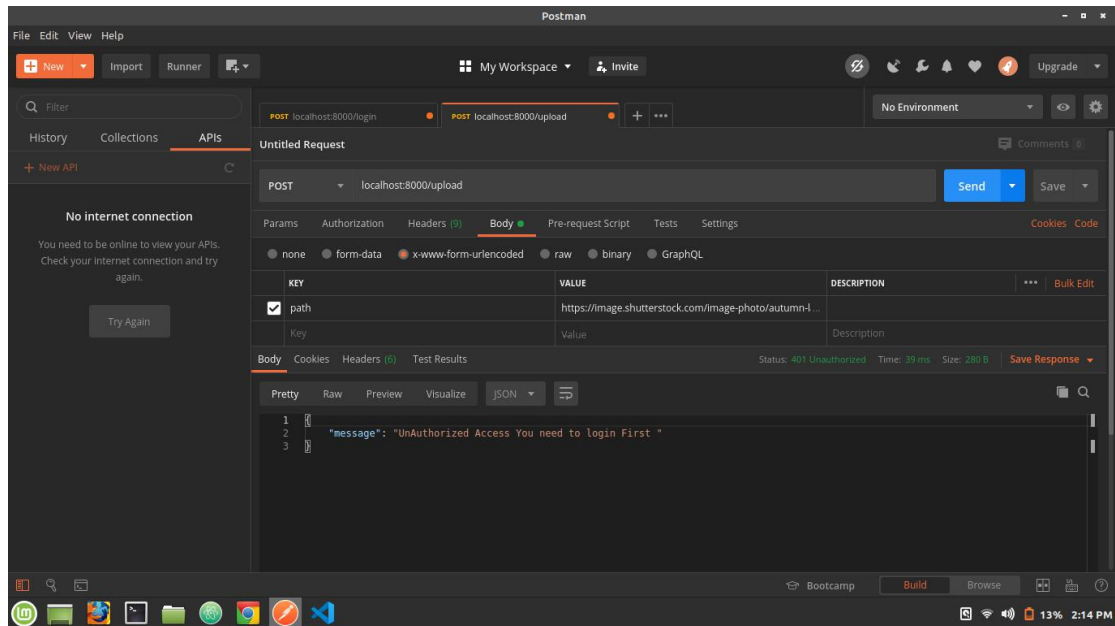 Postman
File Edit View Help
New Import Runner My Workspace Invite Upgrade
Filter
History Collections APIs
+ New API
No internet connection
You need to be online to view your APIs.
Check your internet connection and try
again.
Try Again
POST localhost:8000/login POST localhost:8000/upload + ••• No Environment
Untitled Request Comments 0
POST localhost:8000/upload Send Save
Params Authorization Headers (9) Body Pre-request Script Tests Settings Cookies Code
none form-data x-www-form-urlencoded raw binary GraphQL
KEY VALUE DESCRIPTION ••• Bulk Edit
path https://image.shutterstock.com/image-photo/autumn-l...
Key Value Description
Body Cookies Headers (6) Test Results Status: 401 Unauthorized Time: 39 ms Size: 280 B Save Response
Pretty Raw Preview Visualize JSON
1 {
2 "message": "UnAuthorized Access You need to login First "
3 }
Bootcamp Build Browse
13% 2:14 PM